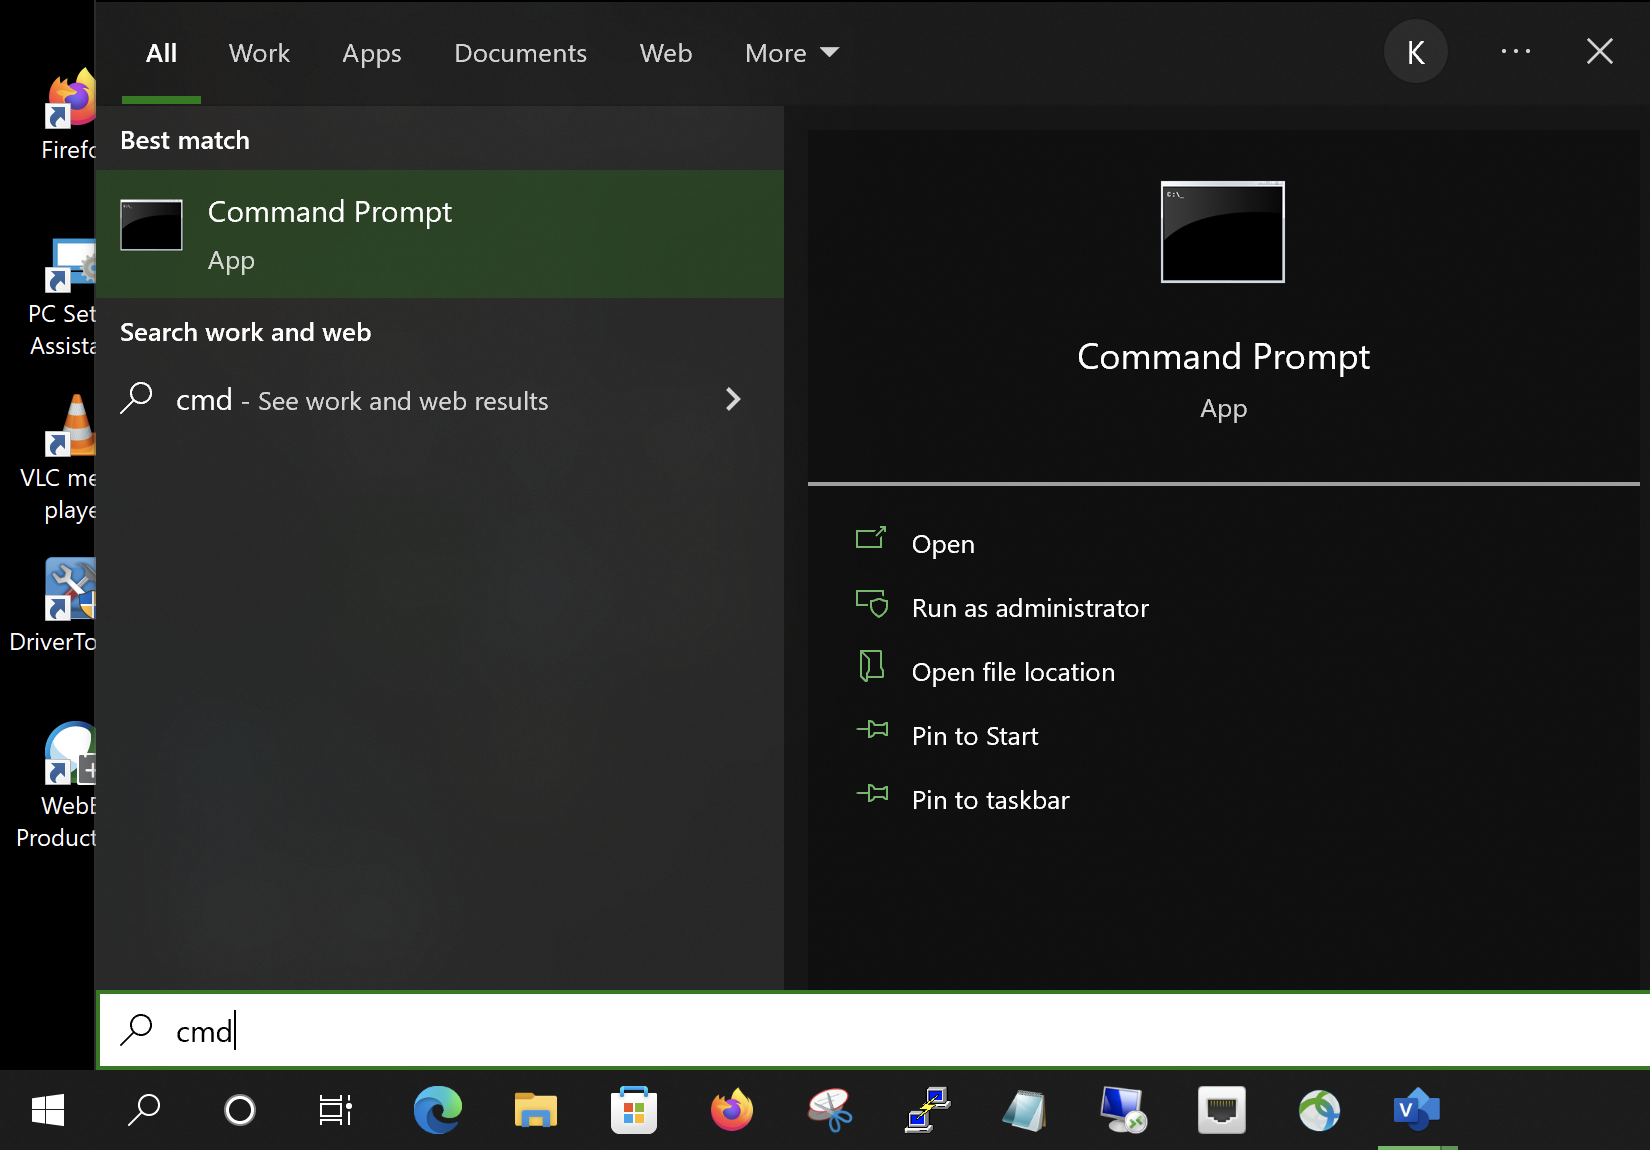 All Work Apps Documents Web More
K
Best match
Command Prompt
App
Search work and web
cmd - See work and web results
Command Prompt
App
Open
Run as administrator
Open file location
Pin to Start
Pin to taskbar
Firefo
PC Set
Assista
VLC me
playe
DriverTo
WebE
Product
cmd
V